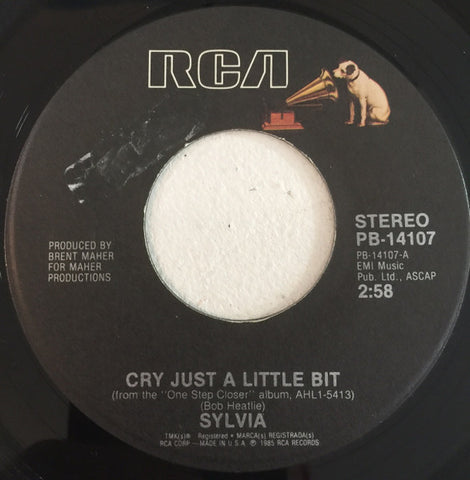 RCA
STEREO
PB-14107
PB-14107-A
EMI Music
Pub. Ltd., ASCAP
2:58
PRODUCED BY
BRENT MAHER
FOR MAHER
PRODUCTIONS
CRY JUST A LITTLE BIT
(from the "One Step Closer" album, AHL1-5413)
(Bob Heatlie)
SYLVIA
TMK(s)® Registered • MARCA(s) REGISTRADA(s)
RCA CORP — MADE IN U.S.A. ℗ 1985 RCA RECORDS